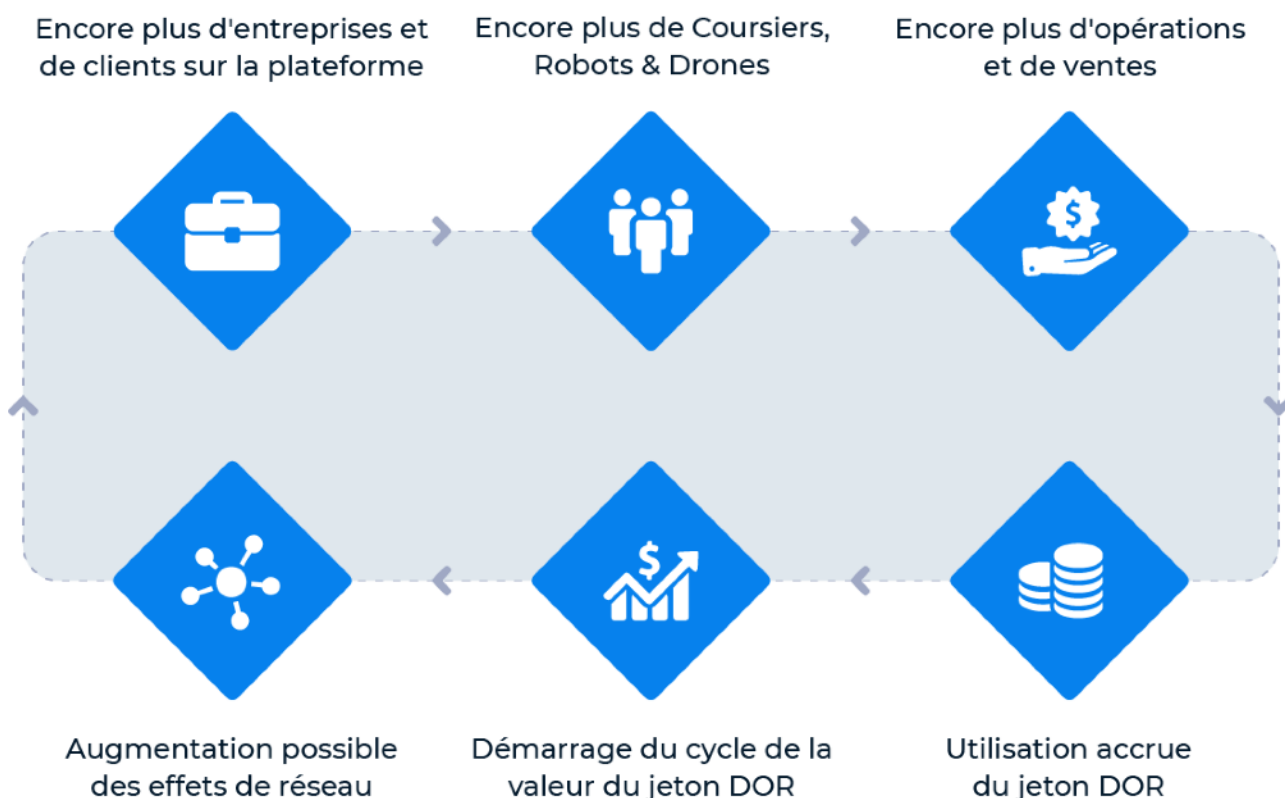 Encore plus d'entreprises et
de clients sur la plateforme
Encore plus de Coursiers,
Robots & Drones
Encore plus d'opérations
et de ventes
$
$
Augmentation possible
des effets de réseau
Démarrage du cycle de la
valeur du jeton DOR
Utilisation accrue
du jeton DOR